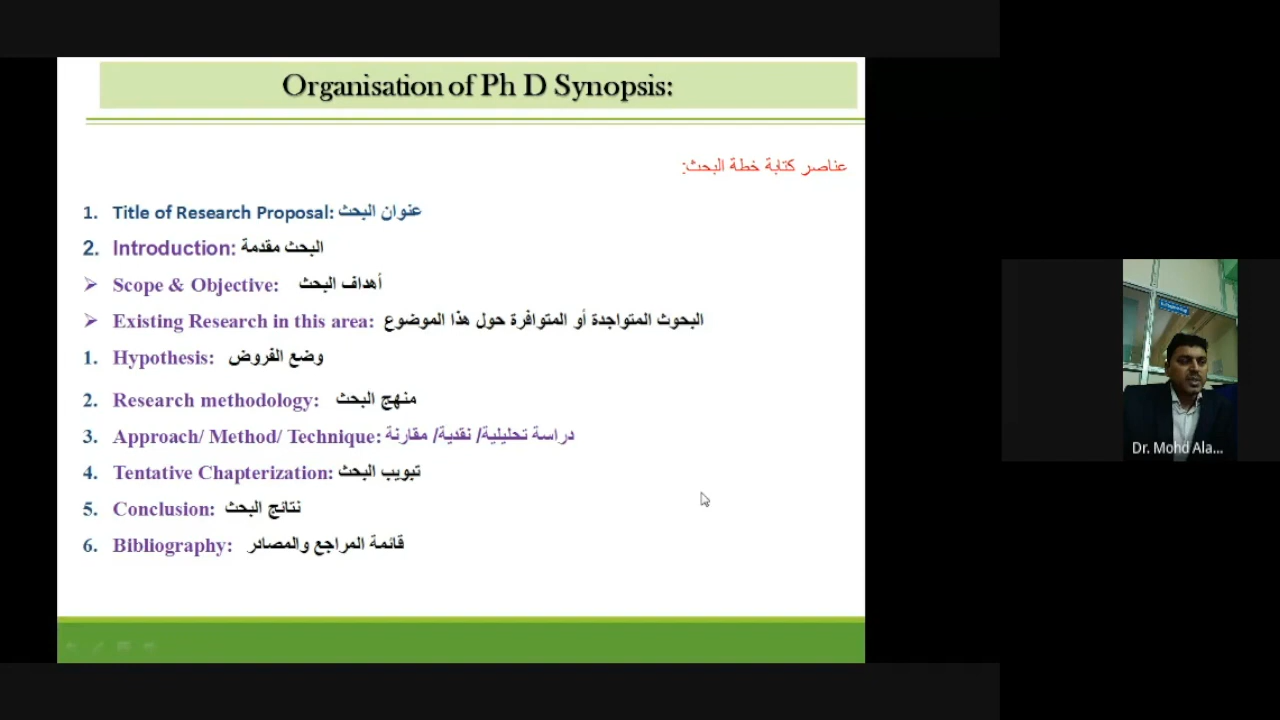 Organisation of Ph D Synopsis:
عناصر كتابة خطة البحث:
1. Title of Research Proposal: عنوان البحث
2. Introduction: البحث مقدمة
➢ Scope & Objective: أهداف البحث
➢ Existing Research in this area: البحوث المتواجدة أو المتوافرة حول هذا الموضوع
1. Hypothesis: وضع الفروض
2. Research methodology: منهج البحث
3. Approach/ Method/ Technique: دراسة تحليلية/ نقدية/ مقارنة
4. Tentative Chapterization: تبويب البحث
5. Conclusion: نتائج البحث
6. Bibliography: قائمة المراجع والمصادر
Dr. Mohd Ala...